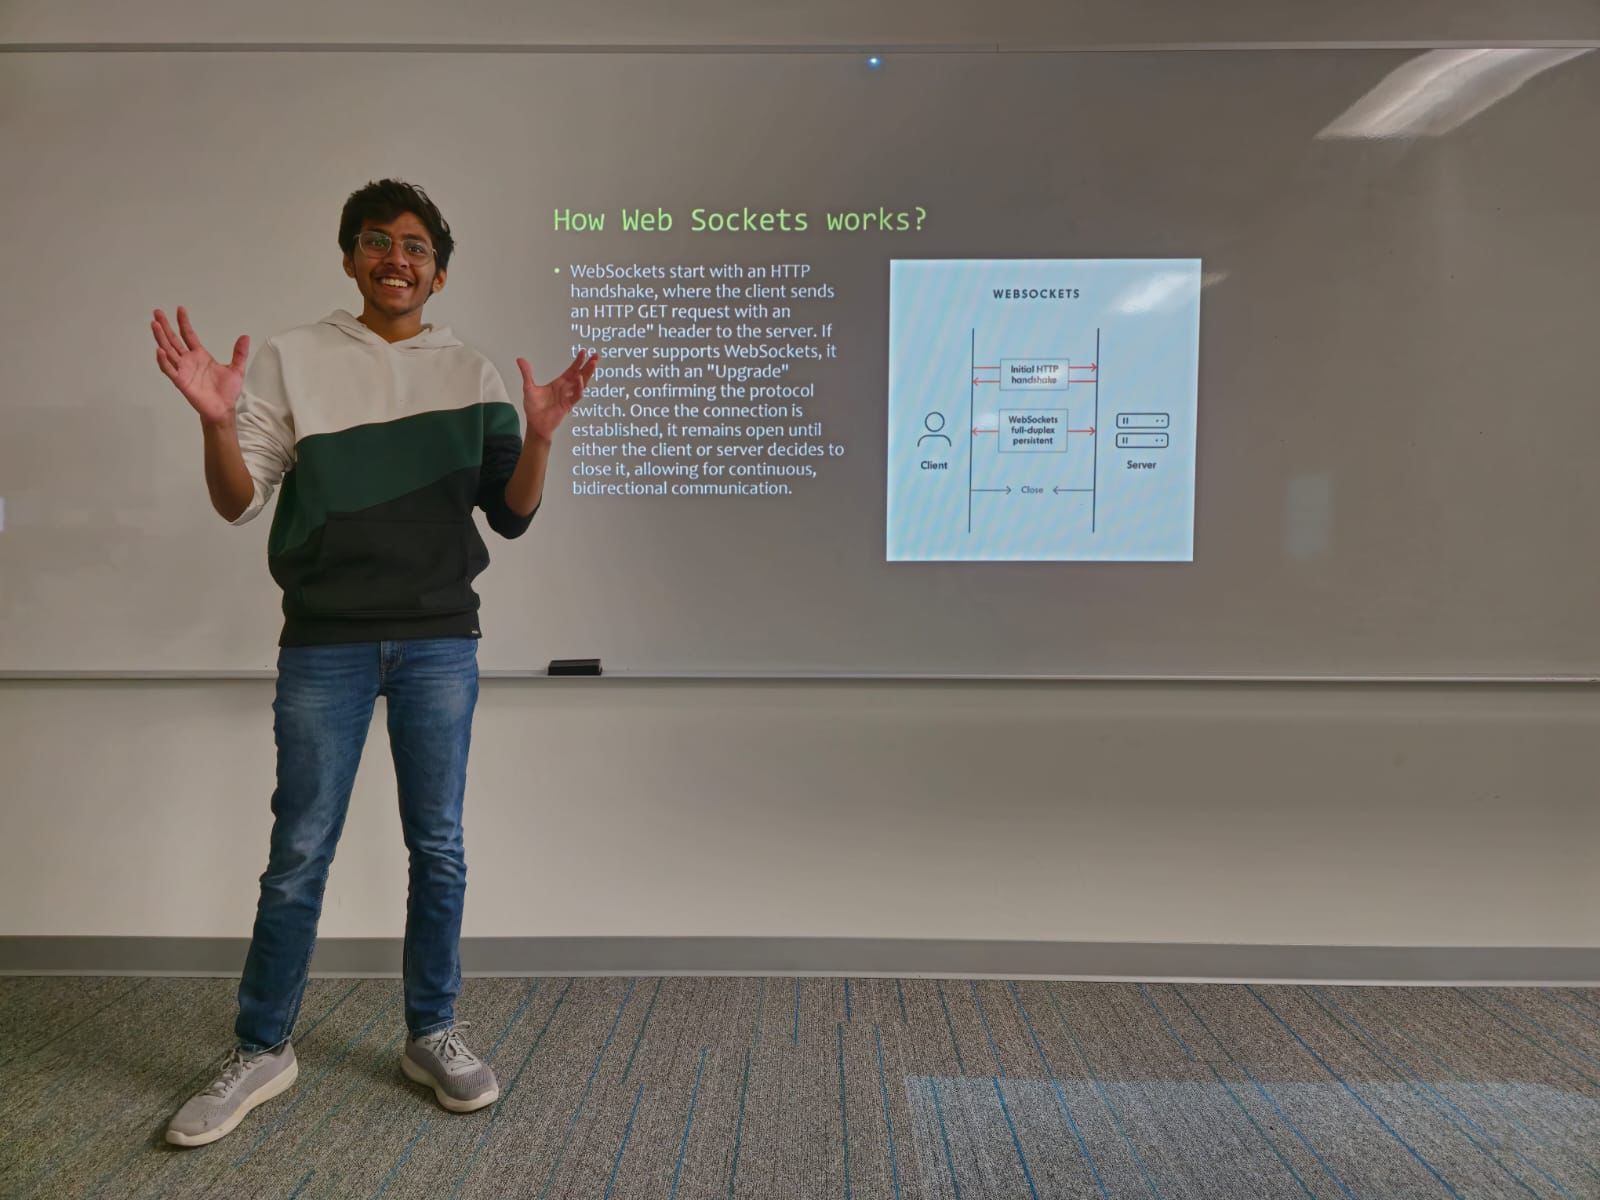 How Web Sockets works?
• WebSockets start with an HTTP
handshake, where the client sends
an HTTP GET request with an
"Upgrade" header to the server. If
the server supports WebSockets, it
sponds with an "Upgrade"
eader, confirming the protocol
switch. Once the connection is
established, it remains open until
either the client or server decides to
close it, allowing for continuous,
bidirectional communication.
WEBSOCKETS
Initial HTTP
handshake
WebSockets
full-duplex
persistent
Client
Server
Close